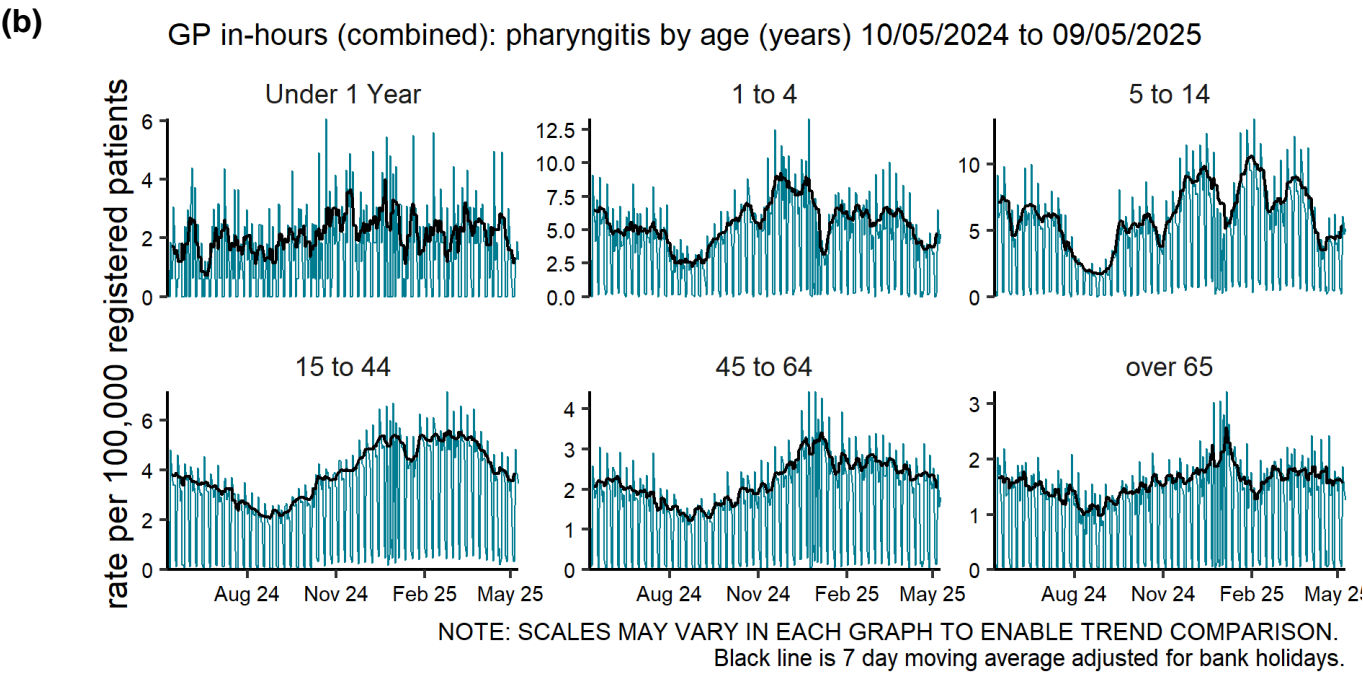 (b)
GP in-hours (combined): pharyngitis by age (years) 10/05/2024 to 09/05/2025
rate per 100,000 registered patients
Under 1 Year
6
4
2
0
1 to 4
12.5
10.0
7.5
5.0
2.5
0.0
5 to 14
10
5
0
15 to 44
6
4
2
0
Aug 24 Nov 24 Feb 25 May 25
45 to 64
4
3
2
1
0
Aug 24 Nov 24 Feb 25 May 25
over 65
3
2
1
0
Aug 24 Nov 24 Feb 25 May 25
NOTE: SCALES MAY VARY IN EACH GRAPH TO ENABLE TREND COMPARISON.
Black line is 7 day moving average adjusted for bank holidays.